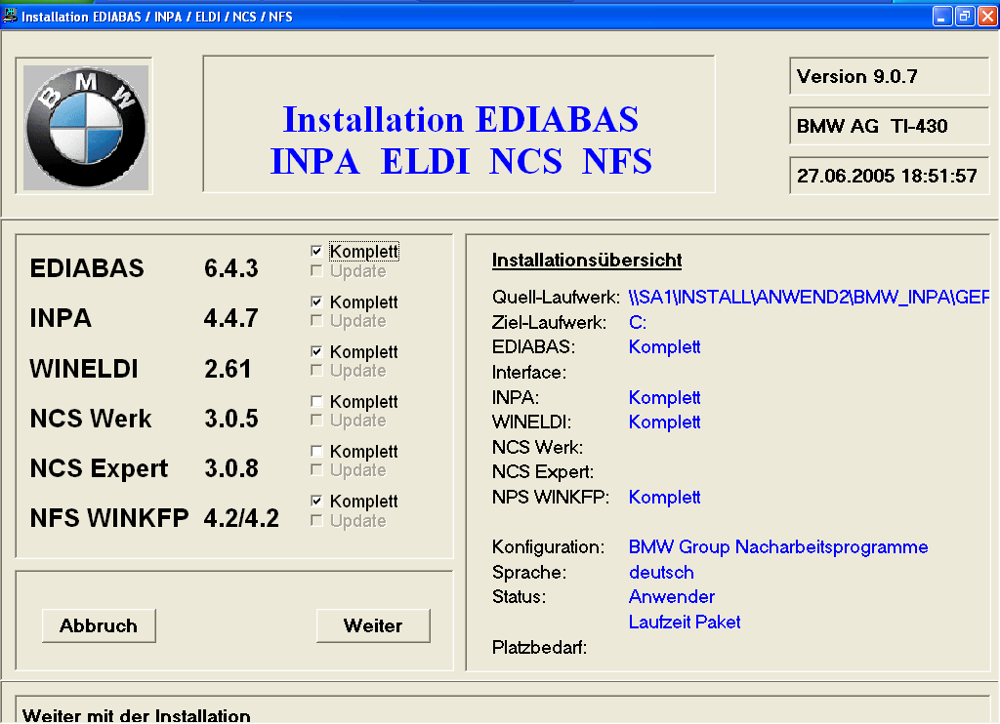 Installation EDIABAS / INPA / ELDI / NCS / NFS
BMW
Installation EDIABAS
INPA ELDI NCS NFS
Version 9.0.7
BMW AG TI-430
27.06.2005 18:51:57
EDIABAS 6.4.3 Komplett
Update
INPA 4.4.7 Komplett
Update
WINELDI 2.61 Komplett
Update
NCS Werk 3.0.5 Komplett
Update
NCS Expert 3.0.8 Komplett
Update
NFS WINKFP 4.2/4.2 Komplett
Update
Abbruch Weiter
Installationsübersicht
Quell-Laufwerk: \\SA1\INSTALL\ANWEND2\BMW_INPA\GER
Ziel-Laufwerk: C:
EDIABAS: Komplett
Interface:
INPA: Komplett
WINELDI: Komplett
NCS Werk:
NCS Expert:
NPS WINKFP: Komplett
Konfiguration: BMW Group Nacharbeitsprogramme
Sprache: deutsch
Status: Anwender
Laufzeit Paket
Platzbedarf:
Weiter mit der Installation